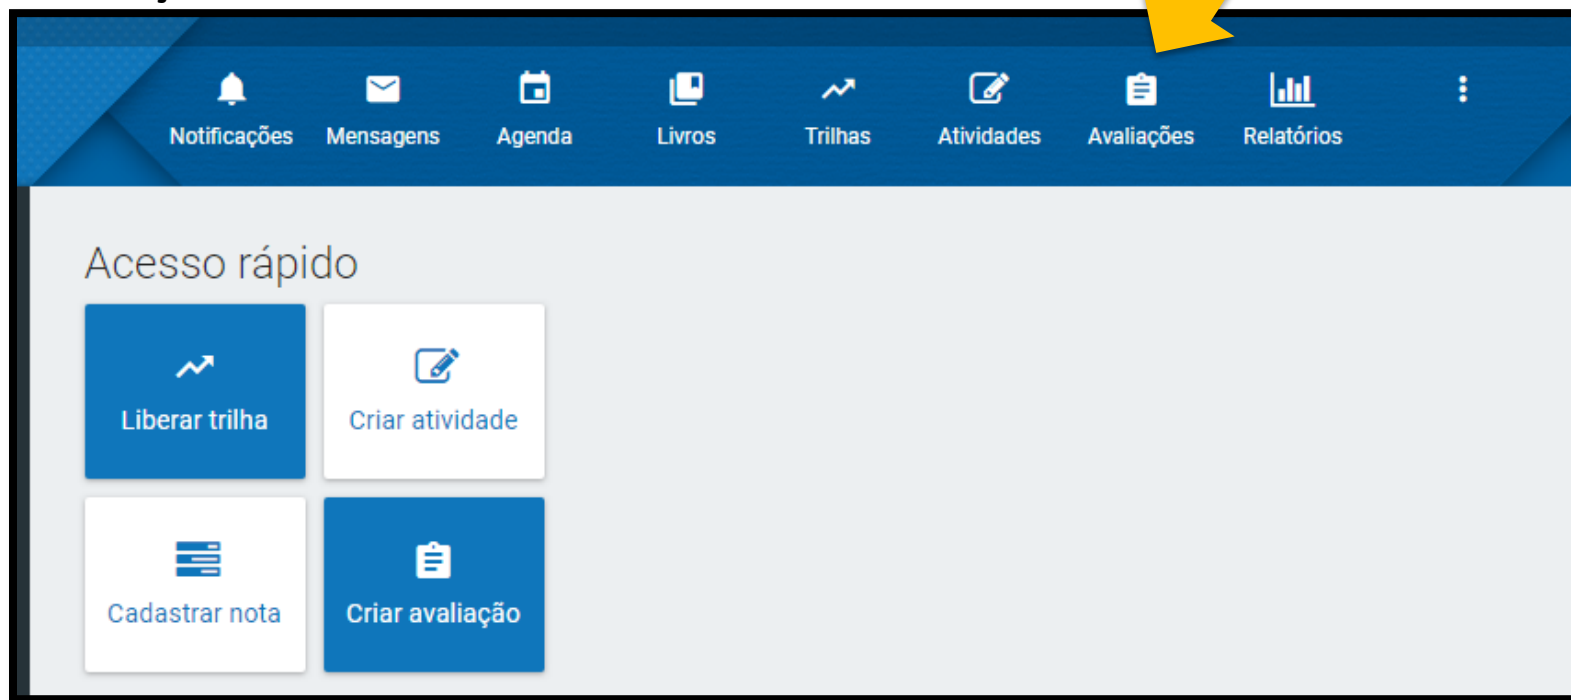 Notificações Mensagens Agenda Livros Trilhas Atividades Avaliações Relatórios
Acesso rápido
Liberar trilha Criar atividade
Cadastrar nota Criar avaliação